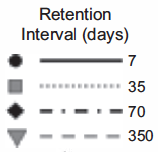 Retention
Interval (days)
7
35
70
350